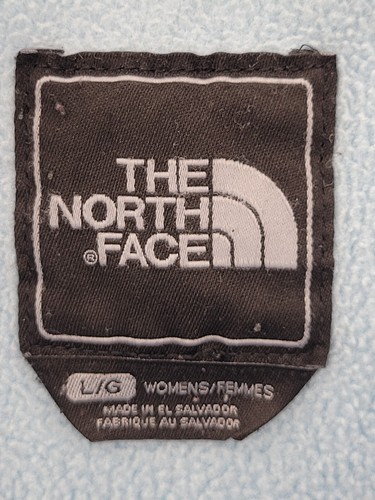 THE
NORTH
®FACE
L/G WOMENS/FEMMES
MADE IN EL SALVADOR
FABRIQUE AU SALVADOR